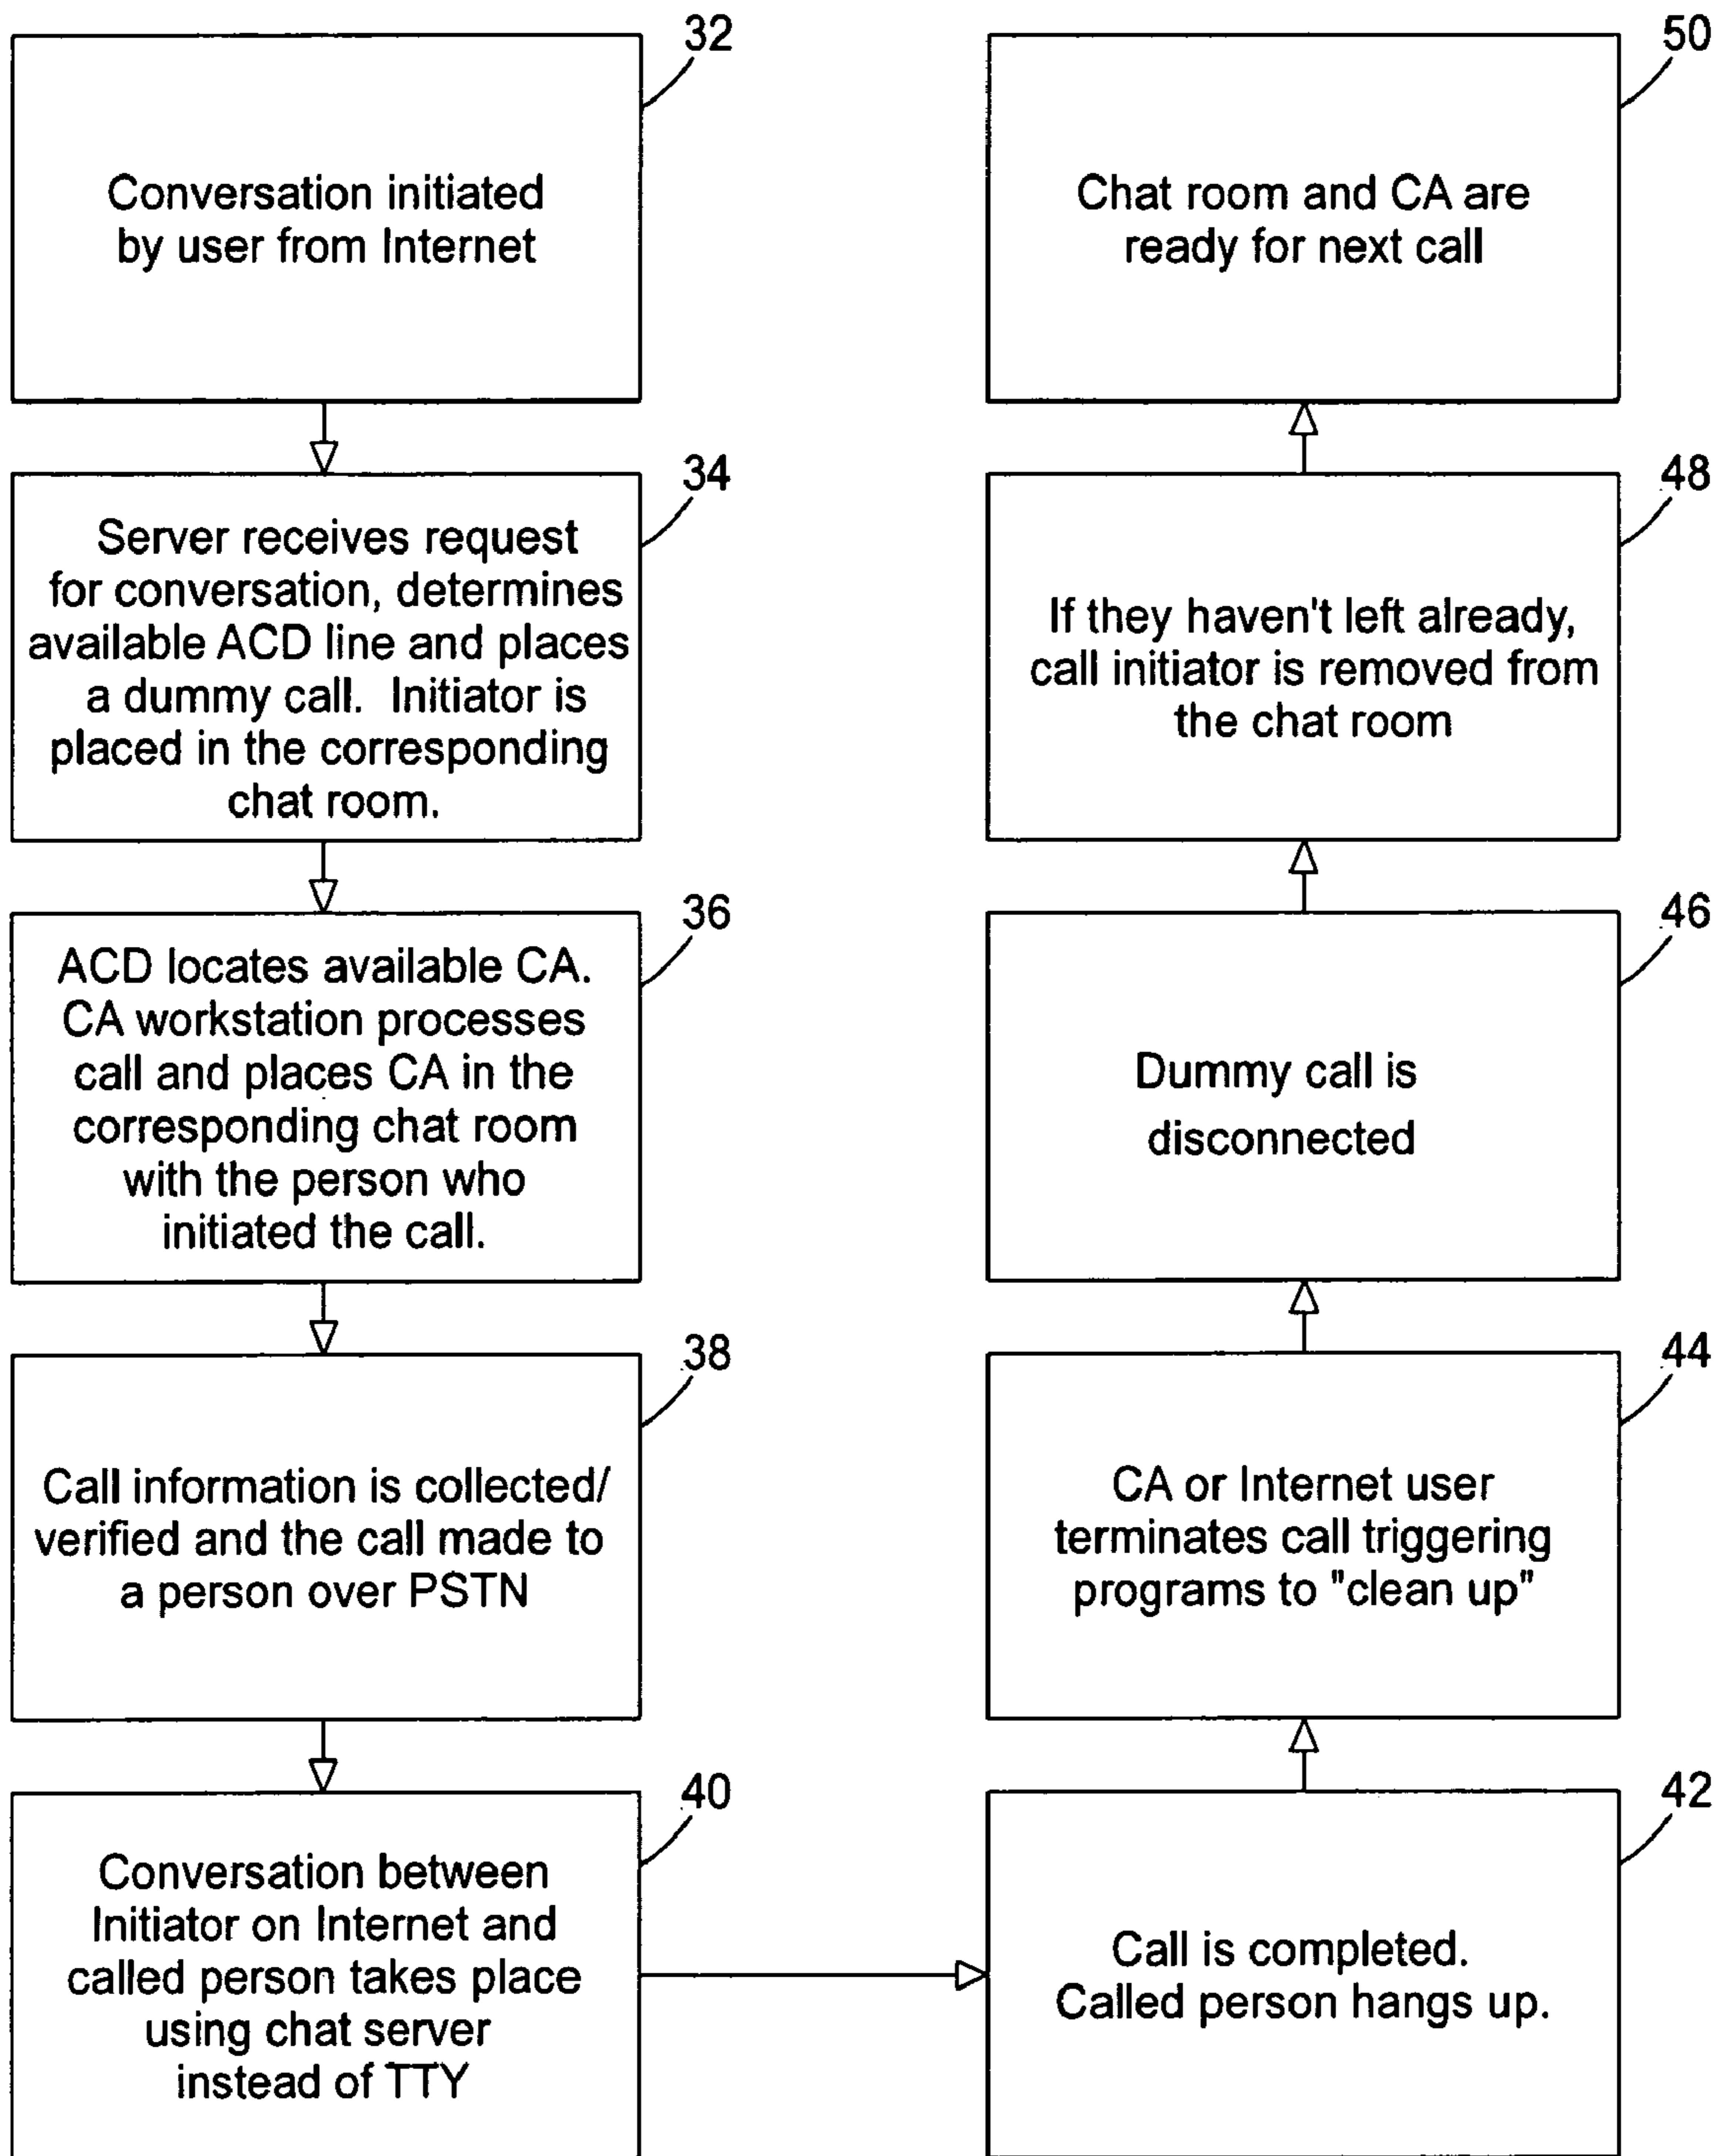 32
Conversation initiated
by user from Internet
34
Server receives request
for conversation, determines
available ACD line and places
a dummy call.  Initiator is
placed in the corresponding
chat room.
36
ACD locates available CA.
CA workstation processes
call and places CA in the
corresponding chat room
with the person who
initiated the call.
38
Call information is collected/
verified and the call made to
a person over PSTN
40
Conversation between
Initiator on Internet and
called person takes place
using chat server
instead of TTY
42
Call is completed.
Called person hangs up.
44
CA or Internet user
terminates call triggering
programs to "clean up"
46
Dummy call is
disconnected
48
If they haven't left already,
call initiator is removed from
the chat room
50
Chat room and CA are
ready for next call